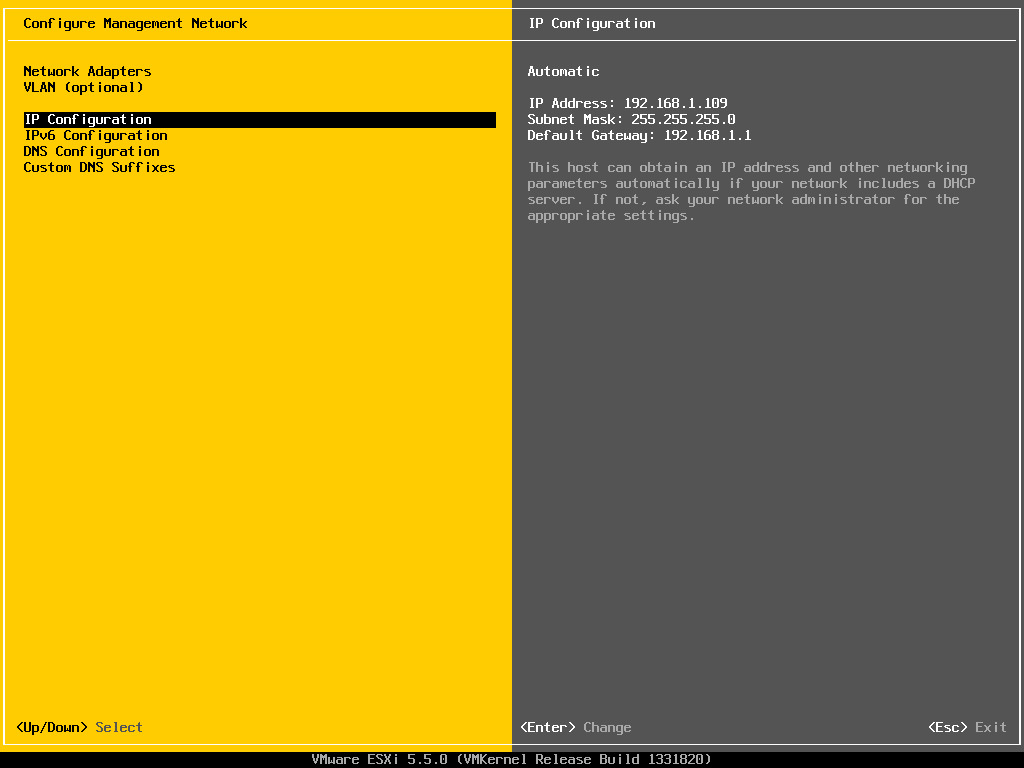 Configure Management Network
Network Adapters
VLAN (optional)
IP Configuration
IPv6 Configuration
DNS Configuration
Custom DNS Suffixes
<Up/Down> Select
IP Configuration
Automatic
IP Address: 192.168.1.109
Subnet Mask: 255.255.255.0
Default Gateway: 192.168.1.1
This host can obtain an IP address and other networking
parameters automatically if your network includes a DHCP
server. If not, ask your network administrator for the
appropriate settings.
<Enter> Change
<Esc> Exit
VMware ESXi 5.5.0 (VMKernel Release Build 1331820)